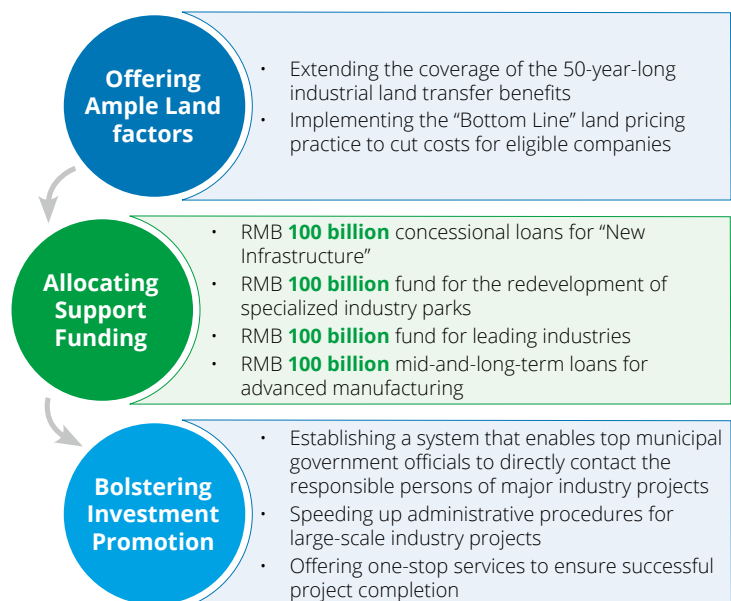 Offering
Ample Land
factors
• Extending the coverage of the 50-year-long
industrial land transfer benefits
• Implementing the “Bottom Line” land pricing
practice to cut costs for eligible companies
Allocating
Support
Funding
• RMB 100 billion concessional loans for “New
Infrastructure”
• RMB 100 billion fund for the redevelopment of
specialized industry parks
• RMB 100 billion fund for leading industries
• RMB 100 billion mid-and-long-term loans for
advanced manufacturing
Bolstering
Investment
Promotion
• Establishing a system that enables top municipal
government officials to directly contact the
responsible persons of major industry projects
• Speeding up administrative procedures for
large-scale industry projects
• Offering one-stop services to ensure successful
project completion